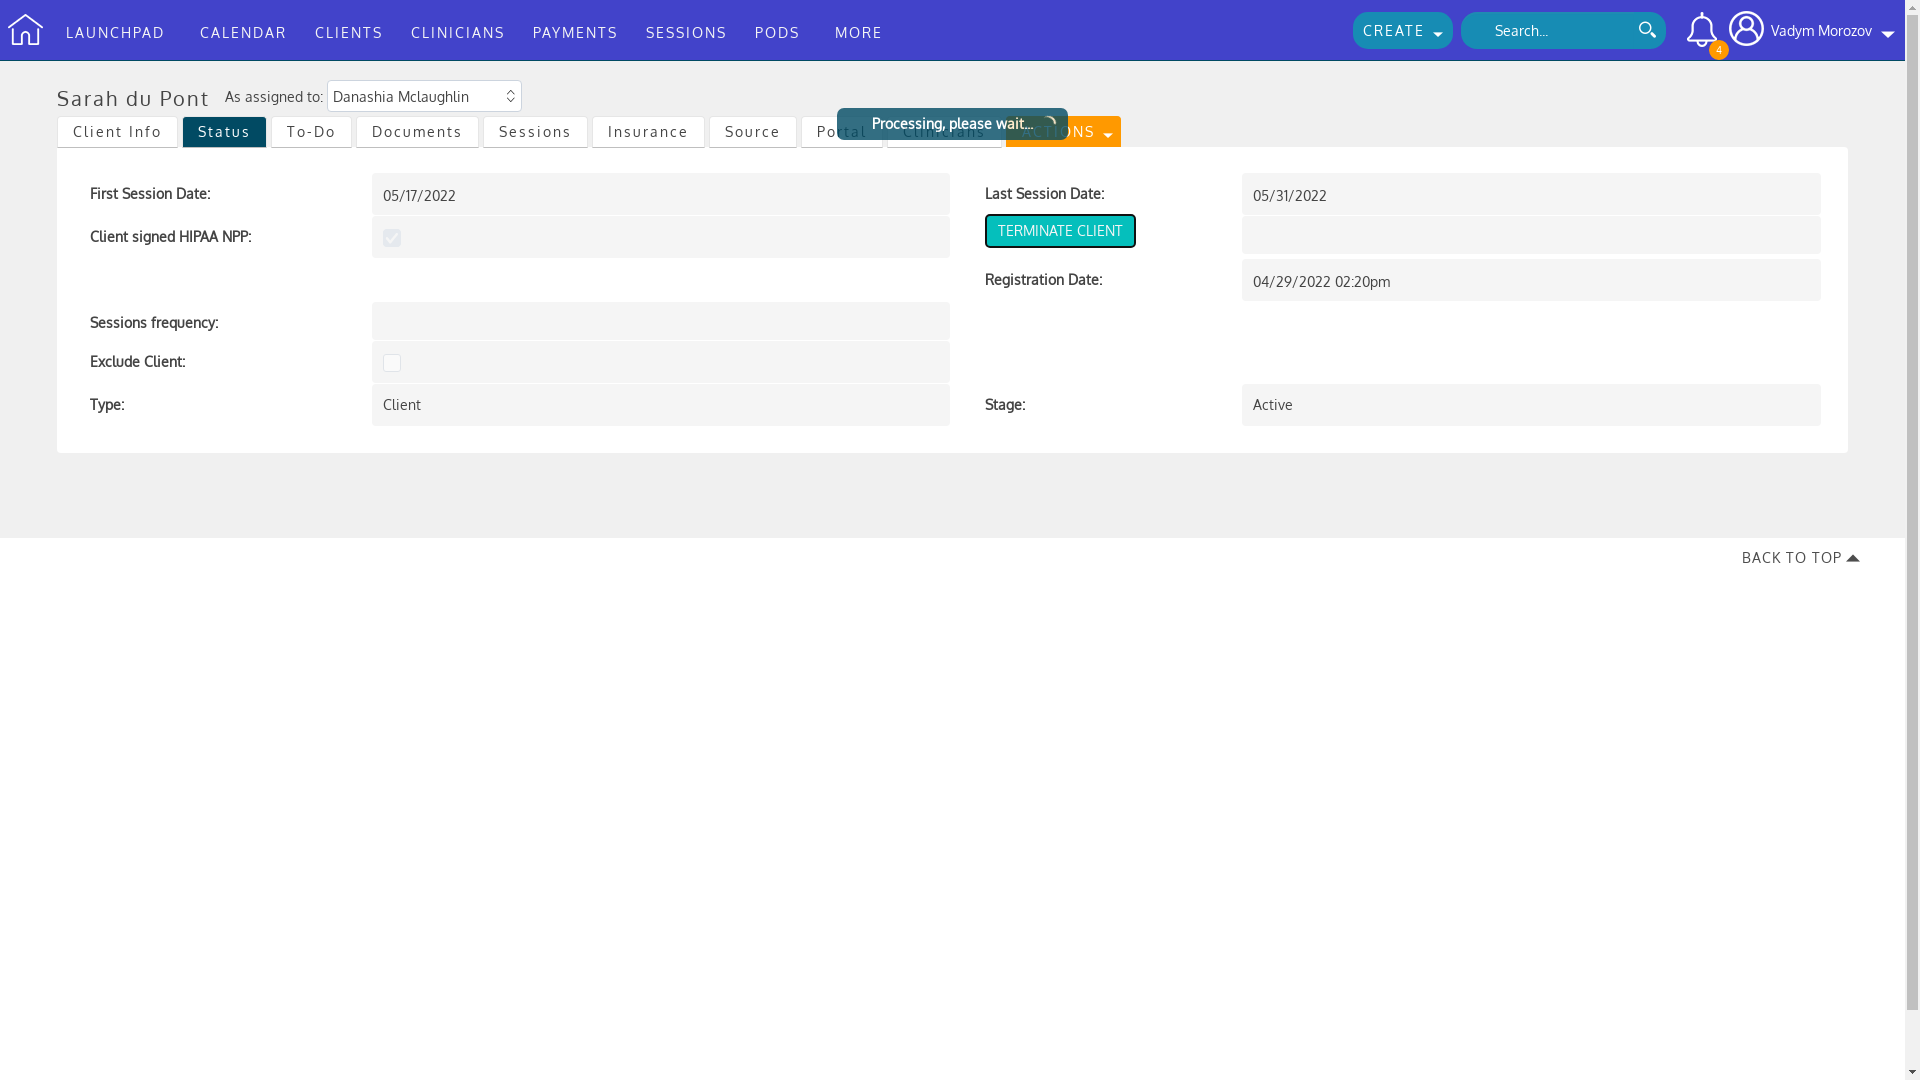 LAUNCHPAD CALENDAR CLIENTS CLINICIANS PAYMENTS SESSIONS PODS MORE CREATE Search... 4 Vadym Morozov
Sarah du Pont As assigned to: Danashia Mclaughlin
Processing, please wait...
Client Info Status To-Do Documents Sessions Insurance Source Portal Clinicians ACTIONS
First Session Date: 05/17/2022 Last Session Date: 05/31/2022
Client signed HIPAA NPP: TERMINATE CLIENT
Registration Date: 04/29/2022 02:20pm
Sessions frequency:
Exclude Client:
Type: Client Stage: Active
BACK TO TOP